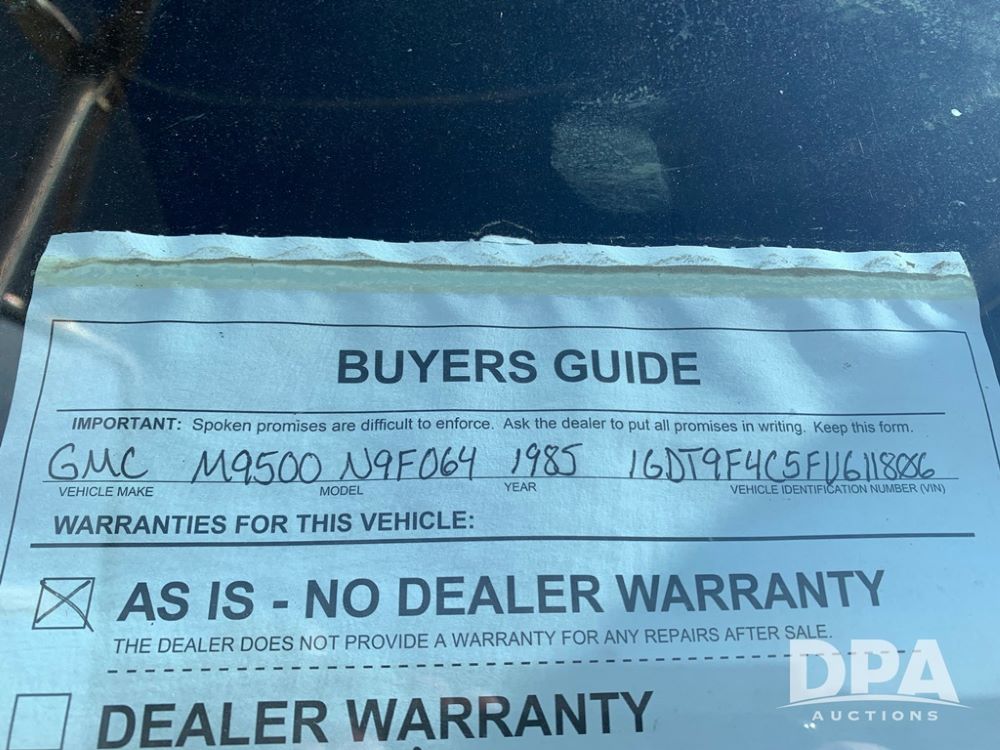 BUYERS GUIDE
IMPORTANT: Spoken promises are difficult to enforce. Ask the dealer to put all promises in writing. Keep this form.
GMC M9500 N9F064 1985
VEHICLE MAKE MODEL YEAR VEHICLE IDENTIFICATION NUMBER (VIN)
WARRANTIES FOR THIS VEHICLE:
AS IS - NO DEALER WARRANTY
THE DEALER DOES NOT PROVIDE A WARRANTY FOR ANY REPAIRS AFTER SALE.
DEALER WARRANTY
DPA
AUCTIONS